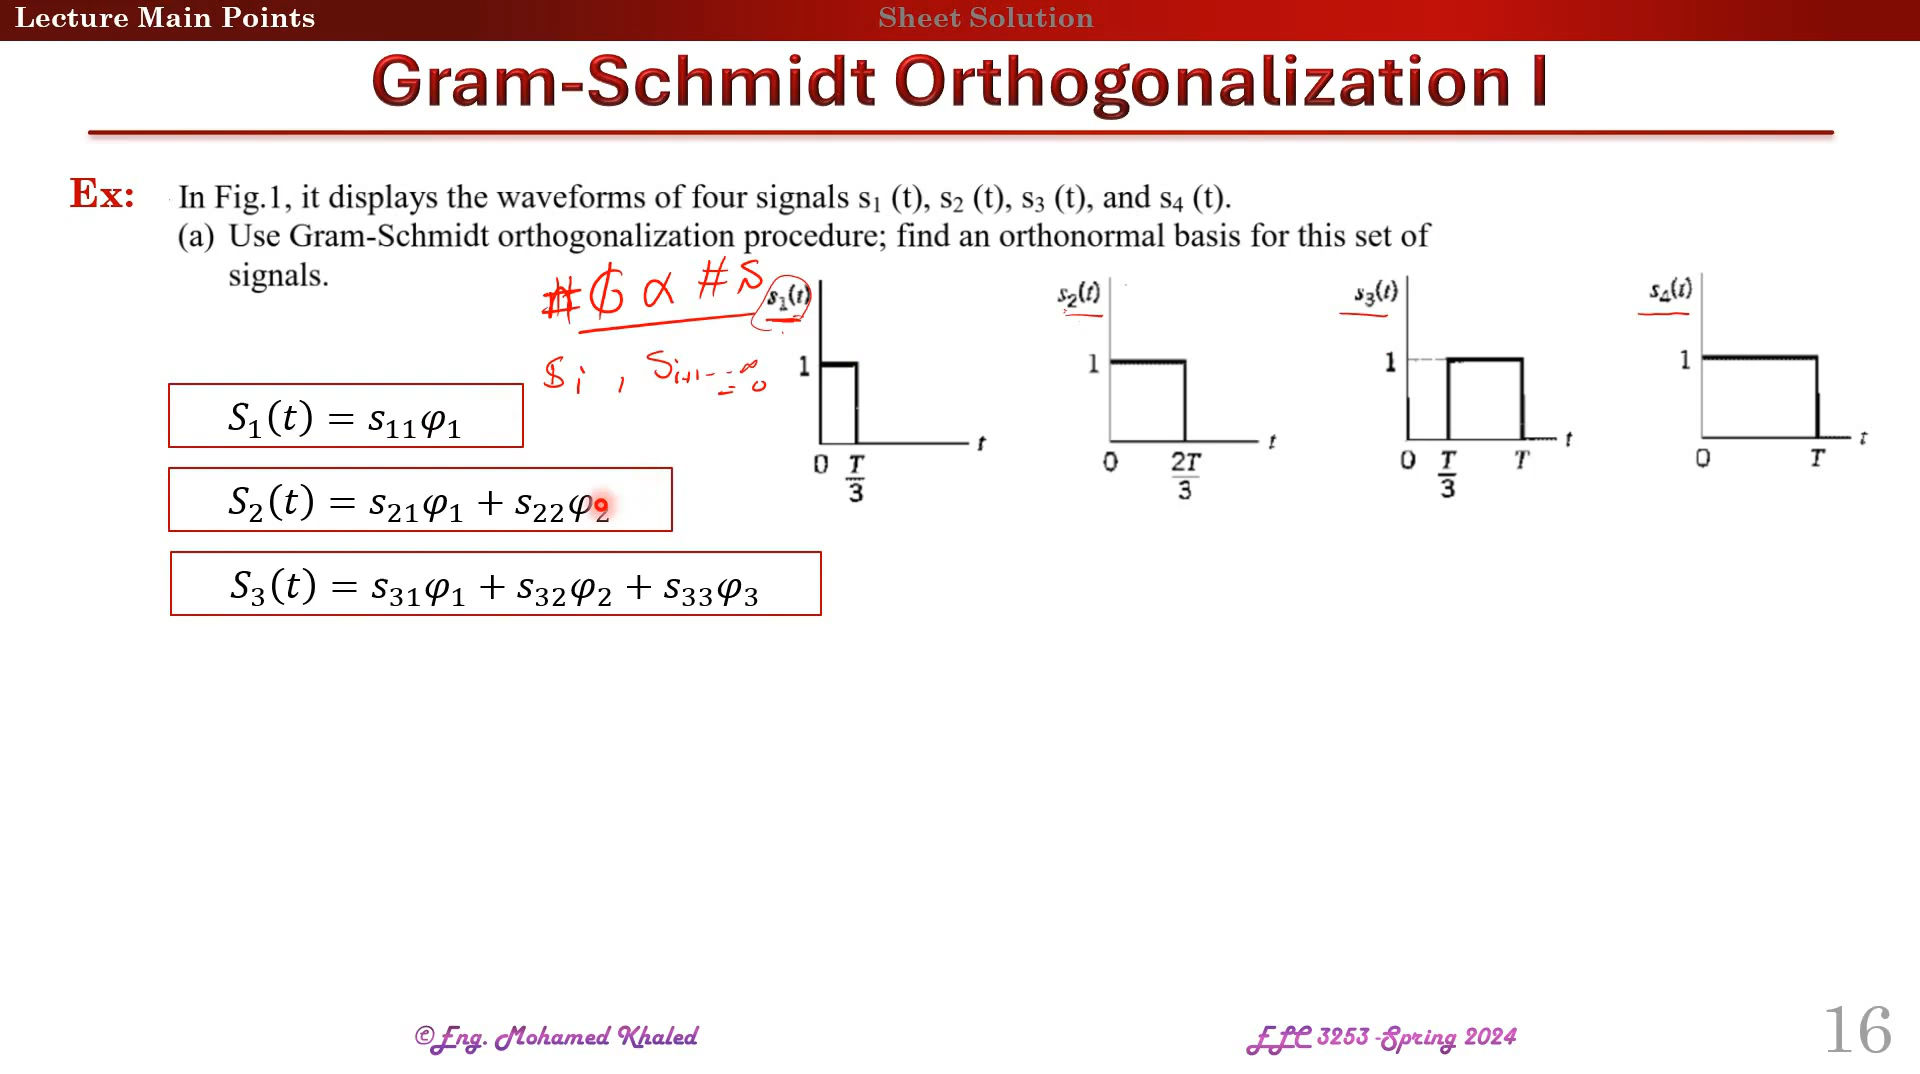 Lecture Main Points
Sheet Solution
Gram-Schmidt Orthogonalization I
Ex: In Fig.1, it displays the waveforms of four signals s₁ (t), s₂ (t), s₃ (t), and s₄ (t).
(a) Use Gram-Schmidt orthogonalization procedure; find an orthonormal basis for this set of
signals.
s₁(t)
1
0 T/3 t
s₂(t)
1
0 2T/3 t
s₃(t)
1
0 T/3 T t
s₄(t)
1
0 T t
S₁(t) = s₁₁φ₁
S₂(t) = s₂₁φ₁ + s₂₂φ₂
S₃(t) = s₃₁φ₁ + s₃₂φ₂ + s₃₃φ₃
©Eng. Mohamed Khaled
ELC 3253 -Spring 2024
16